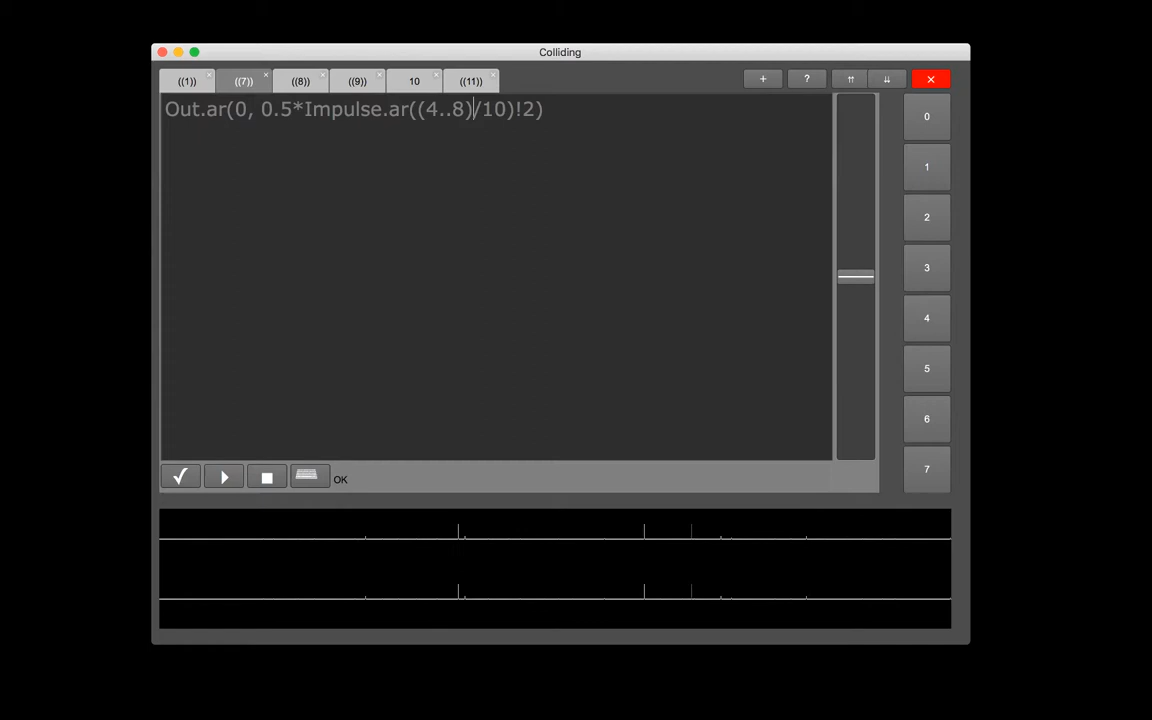 Colliding
((1)) ((7)) ((8)) ((9)) 10 ((11)) + ?
Out.ar(0, 0.5*Impulse.ar((4..8)/10)!2)
0
1
2
3
4
5
6
7
OK